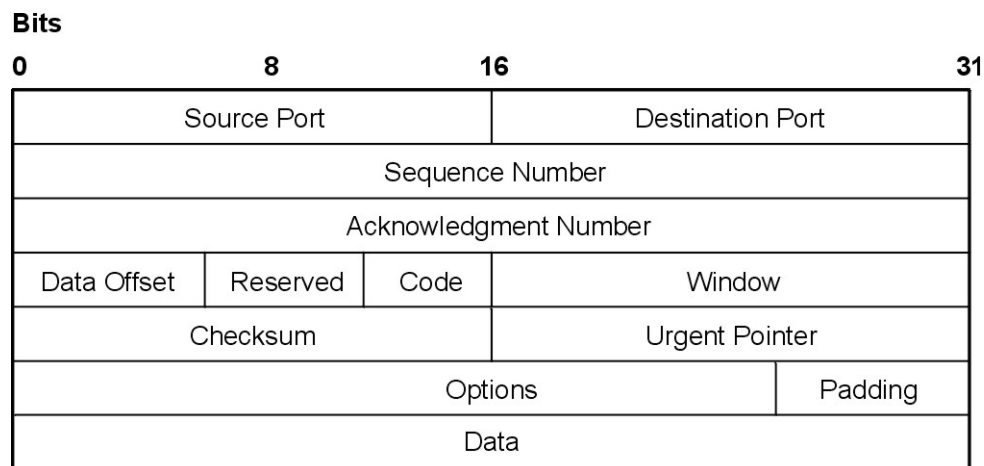 Bits
0 8 16 31
Source Port Destination Port
Sequence Number
Acknowledgment Number
Data Offset Reserved Code Window
Checksum Urgent Pointer
Options Padding
Data